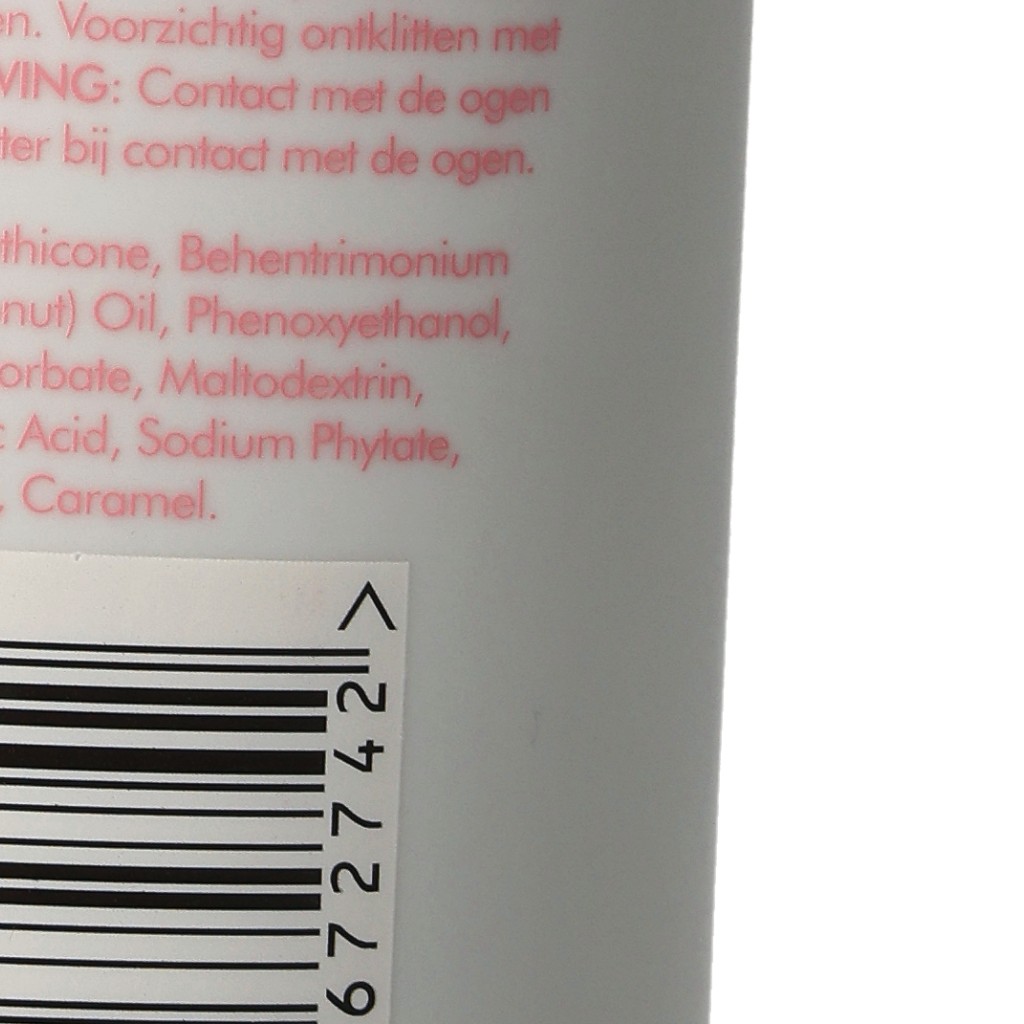 en. Voorzichtig ontklitten met
VING: Contact met de ogen
ter bij contact met de ogen.
thicone, Behentrimonium
nut) Oil, Phenoxyethanol,
orbate, Maltodextrin,
c Acid, Sodium Phytate,
, Caramel.
672742 >